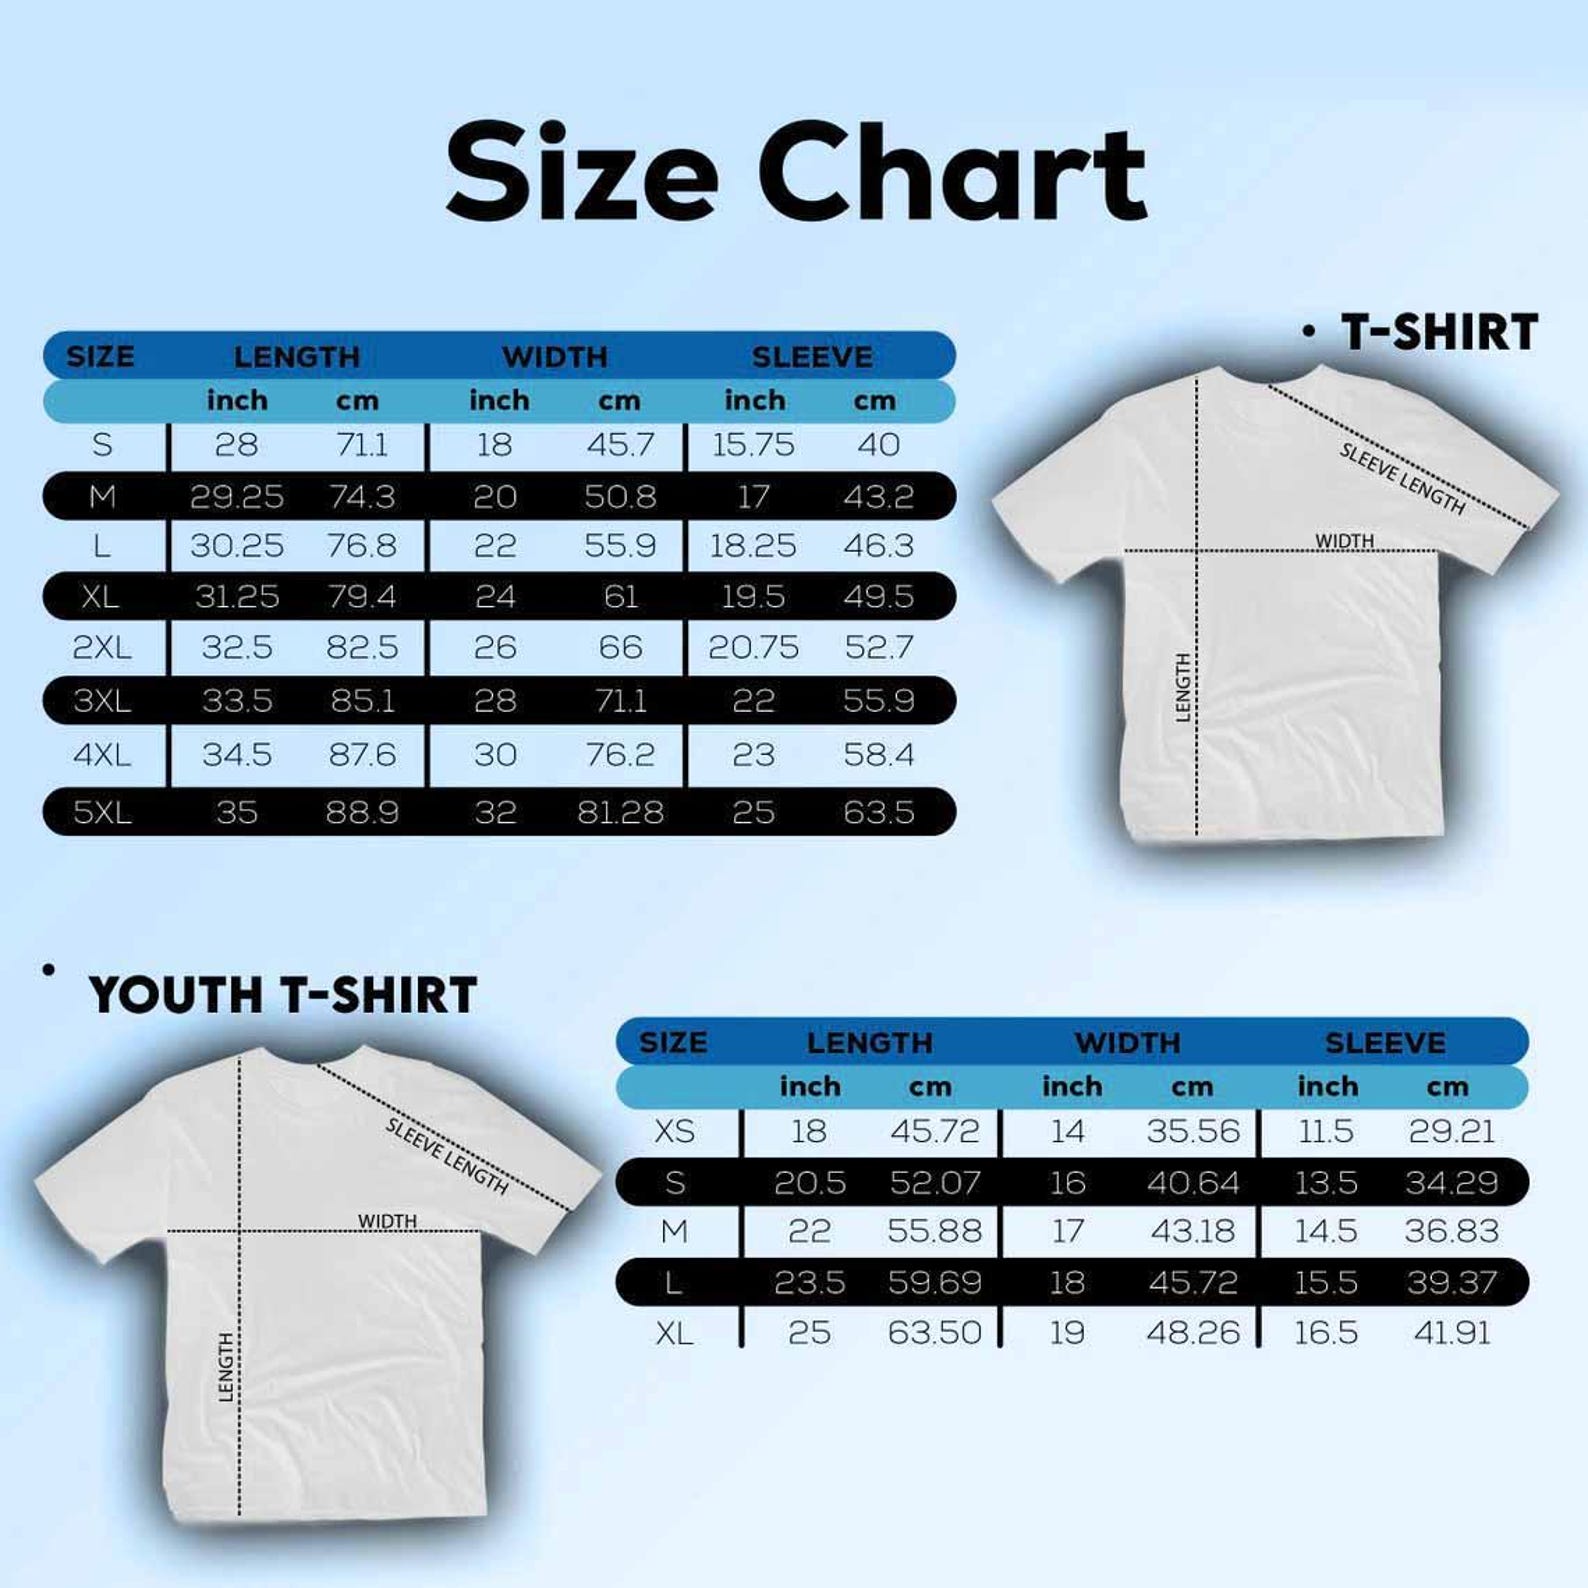 Size Chart
• T-SHIRT
SIZE LENGTH WIDTH SLEEVE
inch cm inch cm inch cm
S 28 71.1 18 45.7 15.75 40
M 29.25 74.3 20 50.8 17 43.2
L 30.25 76.8 22 55.9 18.25 46.3
XL 31.25 79.4 24 61 19.5 49.5
2XL 32.5 82.5 26 66 20.75 52.7
3XL 33.5 85.1 28 71.1 22 55.9
4XL 34.5 87.6 30 76.2 23 58.4
5XL 35 88.9 32 81.28 25 63.5
SLEEVE LENGTH
WIDTH
LENGTH
• YOUTH T-SHIRT
SLEEVE LENGTH
WIDTH
LENGTH
SIZE LENGTH WIDTH SLEEVE
inch cm inch cm inch cm
XS 18 45.72 14 35.56 11.5 29.21
S 20.5 52.07 16 40.64 13.5 34.29
M 22 55.88 17 43.18 14.5 36.83
L 23.5 59.69 18 45.72 15.5 39.37
XL 25 63.50 19 48.26 16.5 41.91